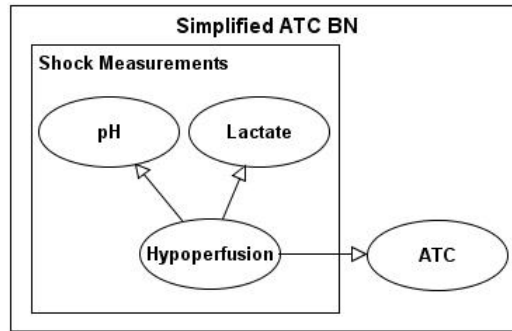 Simplified ATC BN
Shock Measurements
pH
Lactate
Hypoperfusion
ATC